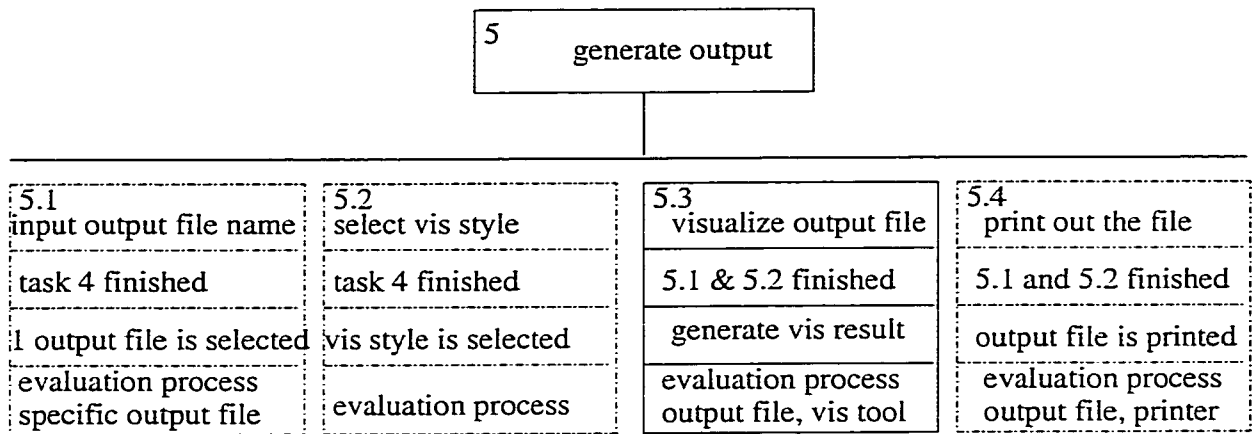 5
generate output
5.1
input output file name
task 4 finished
1 output file is selected
evaluation process
specific output file
5.2
select vis style
task 4 finished
vis style is selected
evaluation process
5.3
visualize output file
5.1 & 5.2 finished
generate vis result
evaluation process
output file, vis tool
5.4
print out the file
5.1 and 5.2 finished
output file is printed
evaluation process
output file, printer